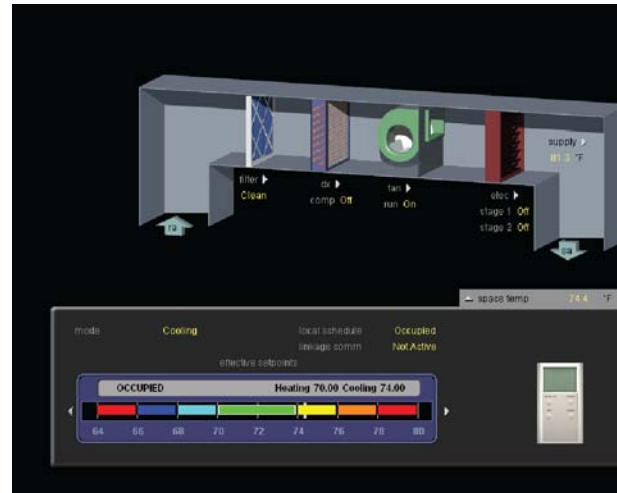 supply
°F
filter
Clean
dx
comp Off
fan
run On
elec
stage 1 Off
stage 2 Off
ra
sa
space temp 74.4 °F
mode Cooling
local schedule Occupied
linkage comm Not Active
effective setpoints
OCCUPIED Heating 70.00 Cooling 74.00
64 66 68 70 72 74 76 78 80